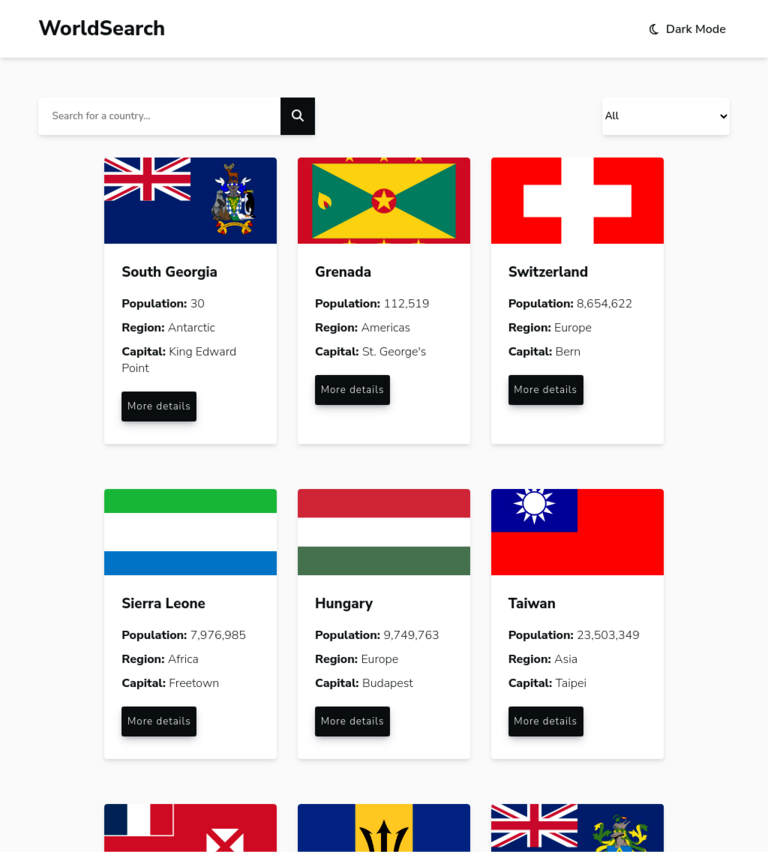 WorldSearch
Dark Mode
Search for a country...
All
South Georgia
Population: 30
Region: Antarctic
Capital: King Edward
Point
More details
Grenada
Population: 112,519
Region: Americas
Capital: St. George's
More details
Switzerland
Population: 8,654,622
Region: Europe
Capital: Bern
More details
Sierra Leone
Population: 7,976,985
Region: Africa
Capital: Freetown
More details
Hungary
Population: 9,749,763
Region: Europe
Capital: Budapest
More details
Taiwan
Population: 23,503,349
Region: Asia
Capital: Taipei
More details